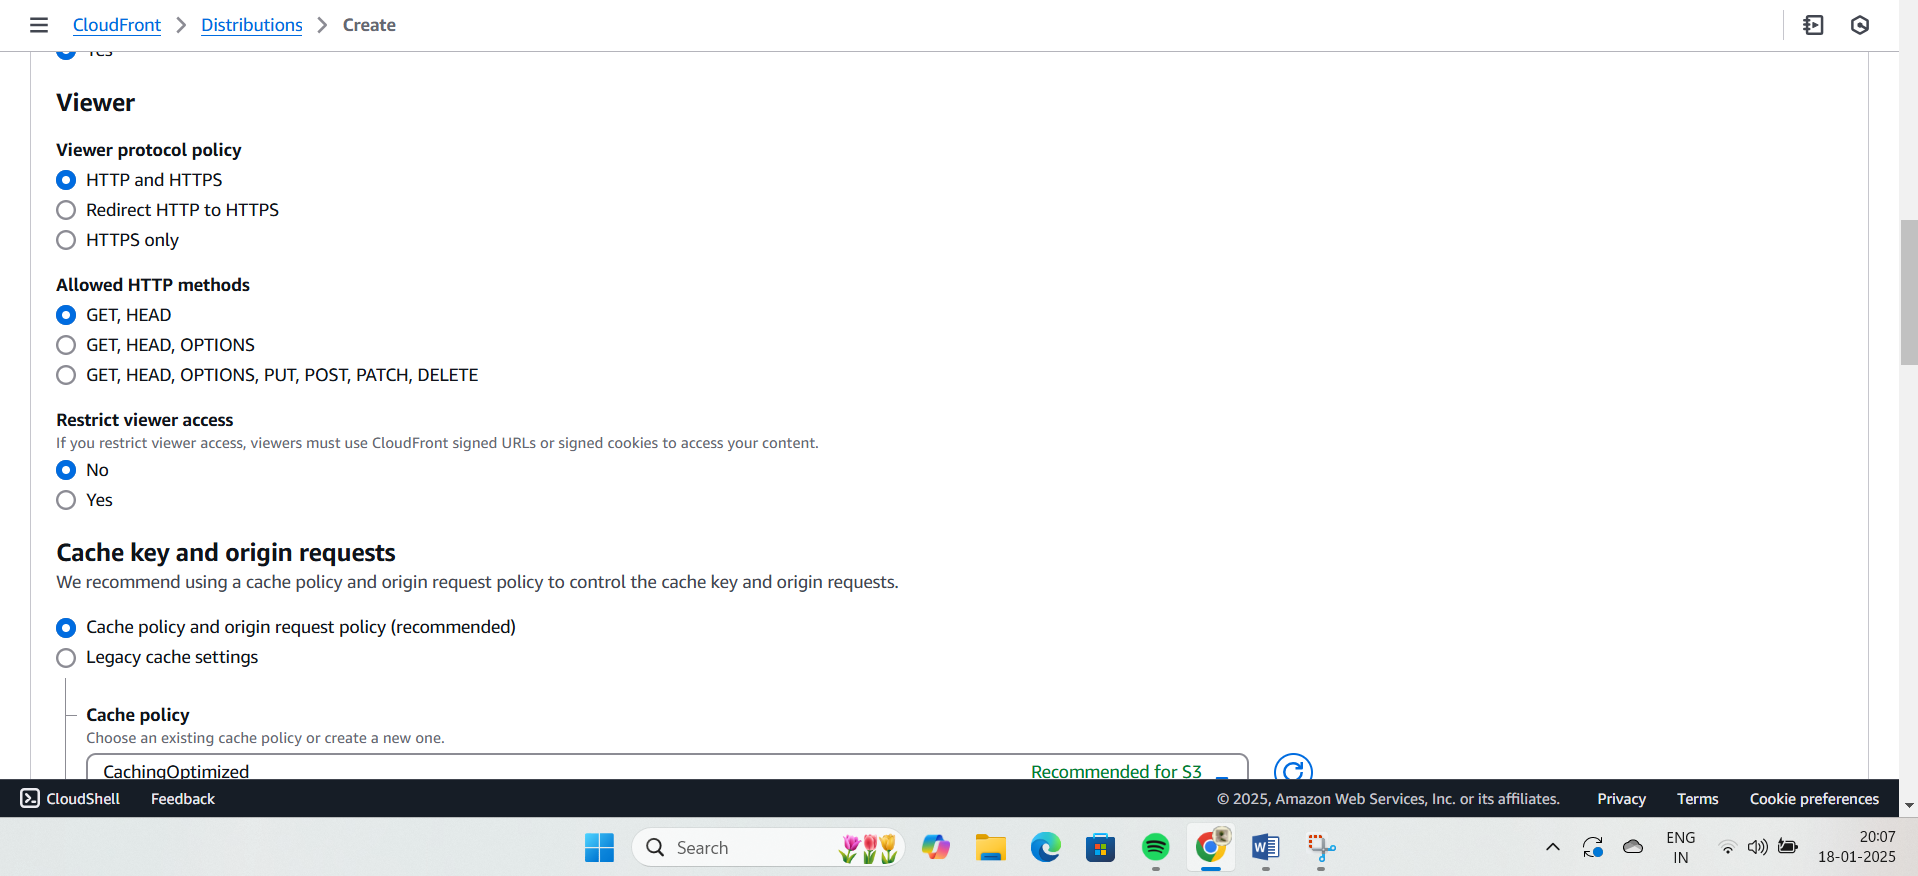 CloudFront > Distributions > Create
Yes
Viewer
Viewer protocol policy
HTTP and HTTPS
Redirect HTTP to HTTPS
HTTPS only
Allowed HTTP methods
GET, HEAD
GET, HEAD, OPTIONS
GET, HEAD, OPTIONS, PUT, POST, PATCH, DELETE
Restrict viewer access
If you restrict viewer access, viewers must use CloudFront signed URLs or signed cookies to access your content.
No
Yes
Cache key and origin requests
We recommend using a cache policy and origin request policy to control the cache key and origin requests.
Cache policy and origin request policy (recommended)
Legacy cache settings
Cache policy
Choose an existing cache policy or create a new one.
CachingOptimized Recommended for S3
CloudShell Feedback © 2025, Amazon Web Services, Inc. or its affiliates. Privacy Terms Cookie preferences
Search
ENG
IN
20:07
18-01-2025